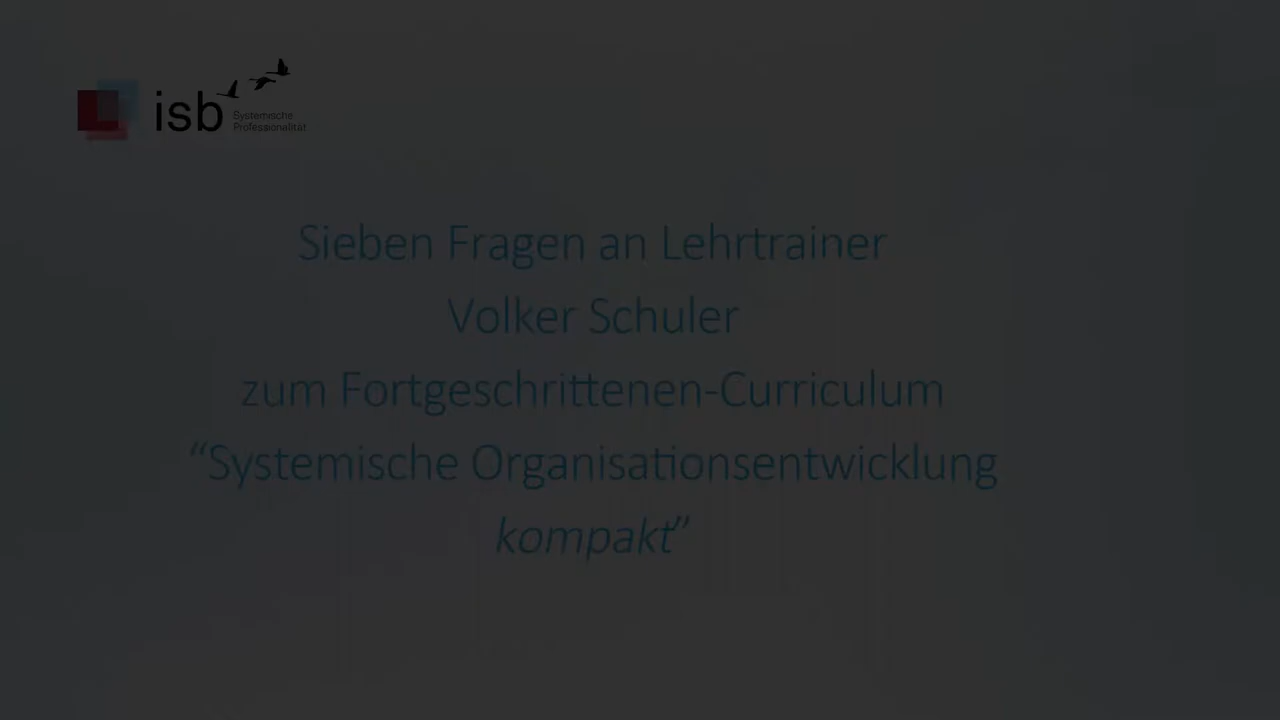 isb
Systemische
Professionalität
Sieben Fragen an Lehrtrainer
Volker Schuler
zum Fortgeschrittenen-Curriculum
“Systemische Organisationsentwicklung
kompakt”